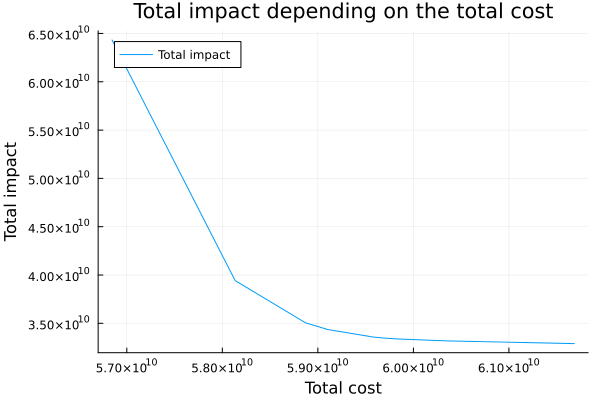 Total impact depending on the total cost
Total impact
6.50×10¹⁰
6.00×10¹⁰
5.50×10¹⁰
5.00×10¹⁰
4.50×10¹⁰
4.00×10¹⁰
3.50×10¹⁰
Total impact
5.70×10¹⁰ 5.80×10¹⁰ 5.90×10¹⁰ 6.00×10¹⁰ 6.10×10¹⁰
Total cost